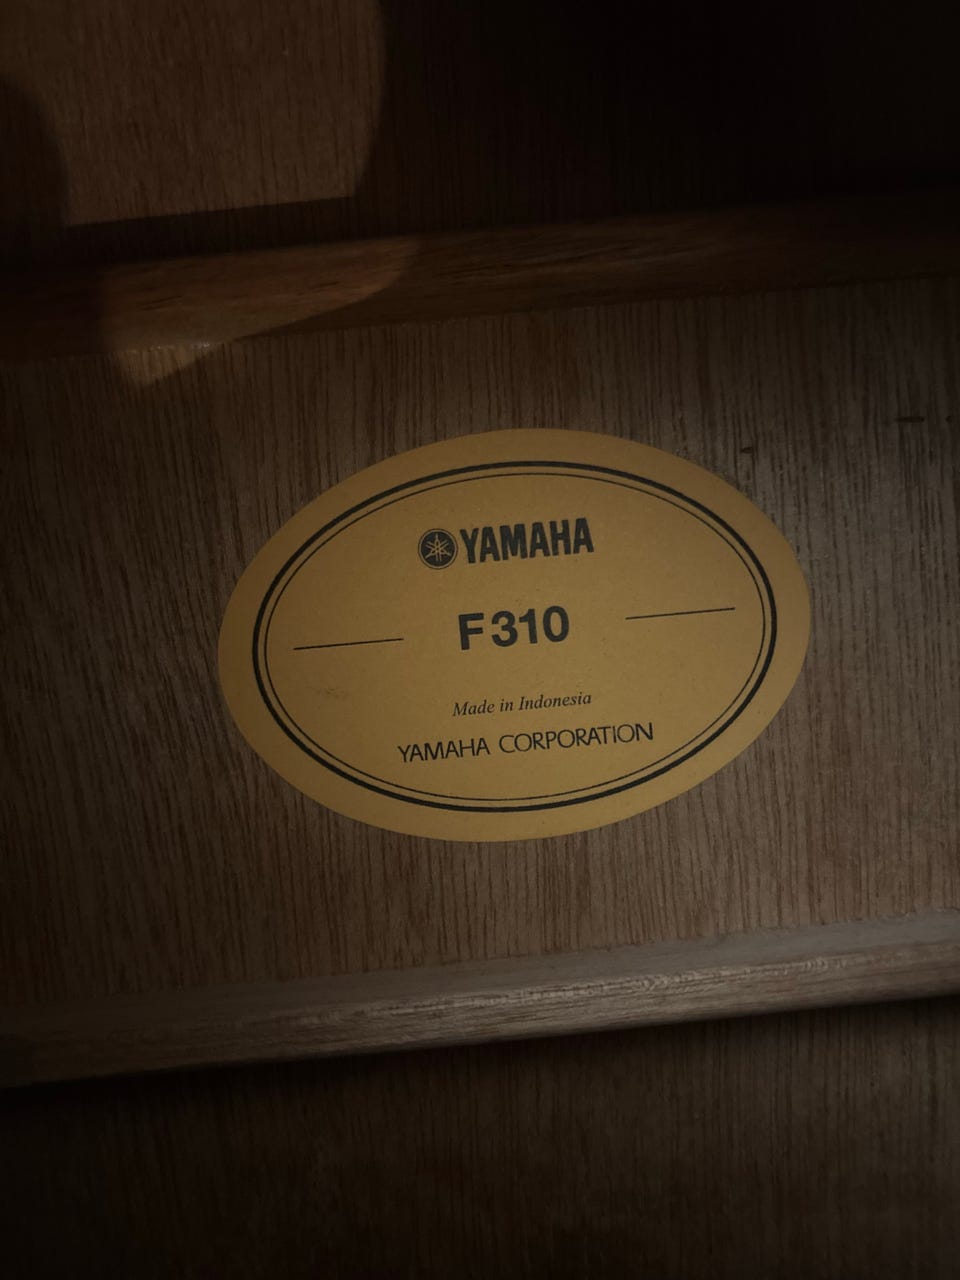 YAMAHA
F310
Made in Indonesia
YAMAHA CORPORATION